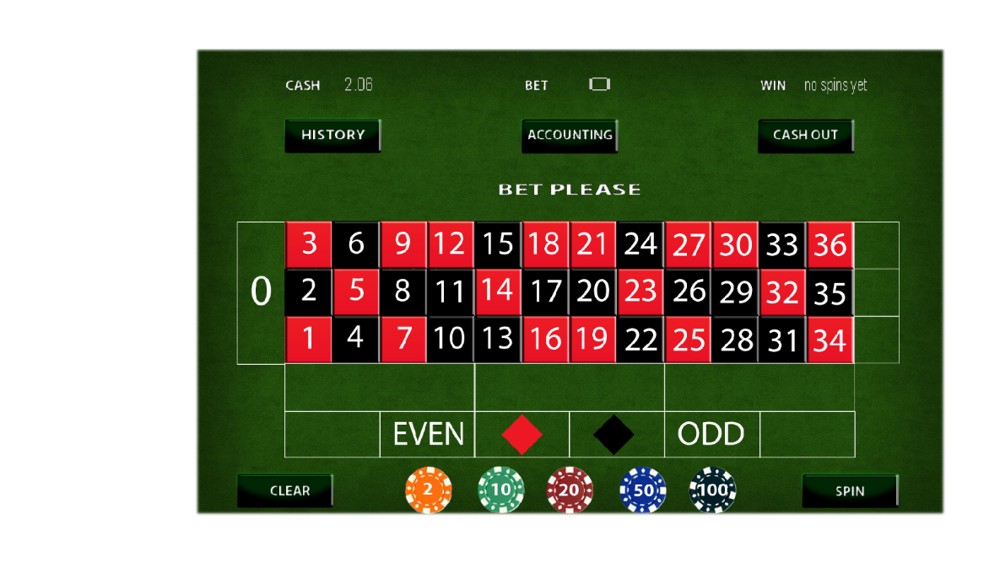 CASH 2.06 BET WIN no spins yet
HISTORY ACCOUNTING CASH OUT
BET PLEASE
3 6 9 12 15 18 21 24 27 30 33 36
0 2 5 8 11 14 17 20 23 26 29 32 35
1 4 7 10 13 16 19 22 25 28 31 34
EVEN ODD
CLEAR 2 10 20 50 100 SPIN